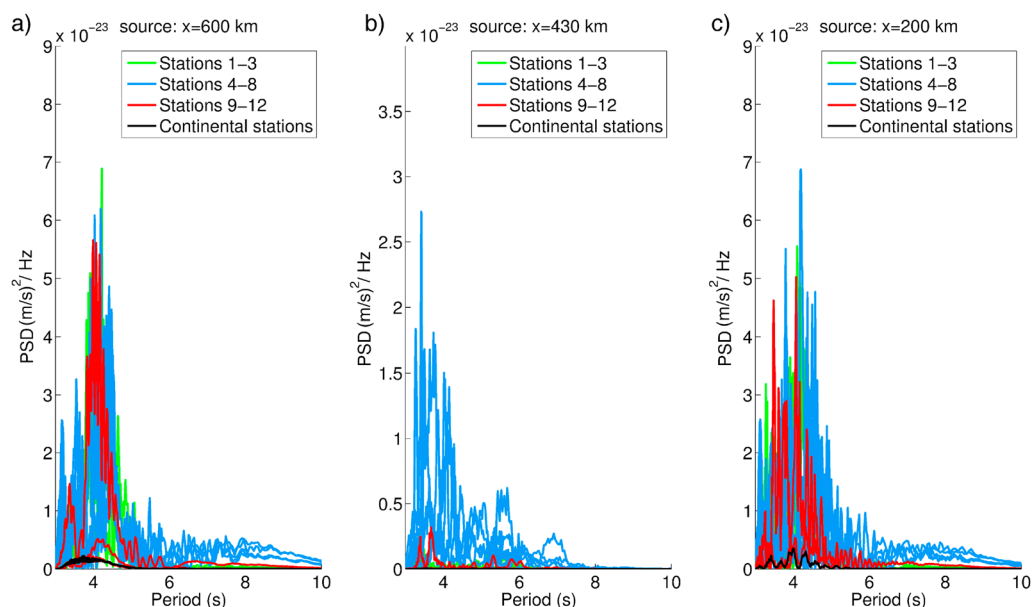 a) source: x=600 km
x 10⁻²³
9
8
7
6
5
4
3
2
1
0
PSD (m/s)²/ Hz
4 6 8 10
Period (s)
Stations 1−3
Stations 4−8
Stations 9−12
Continental stations
b) source: x=430 km
x 10⁻²³
3.5
3
2.5
2
1.5
1
0.5
0
PSD (m/s)²/ Hz
4 6 8 10
Period (s)
Stations 1−3
Stations 4−8
Stations 9−12
Continental stations
c) source: x=200 km
x 10⁻²³
9
8
7
6
5
4
3
2
1
0
PSD (m/s)²/ Hz
4 6 8 10
Period (s)
Stations 1−3
Stations 4−8
Stations 9−12
Continental stations